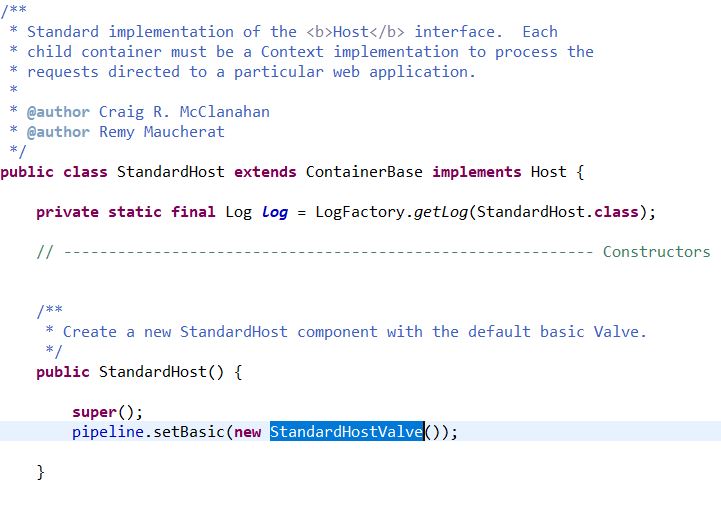 /**
 * Standard implementation of the <b>Host</b> interface.  Each
 * child container must be a Context implementation to process the
 * requests directed to a particular web application.
 *
 * @author Craig R. McClanahan
 * @author Remy Maucherat
 */
public class StandardHost extends ContainerBase implements Host {
    private static final Log log = LogFactory.getLog(StandardHost.class);
    // ----------------------------------------------------------- Constructors
    /**
     * Create a new StandardHost component with the default basic Valve.
     */
    public StandardHost() {
        super();
        pipeline.setBasic(new StandardHostValve());
    }